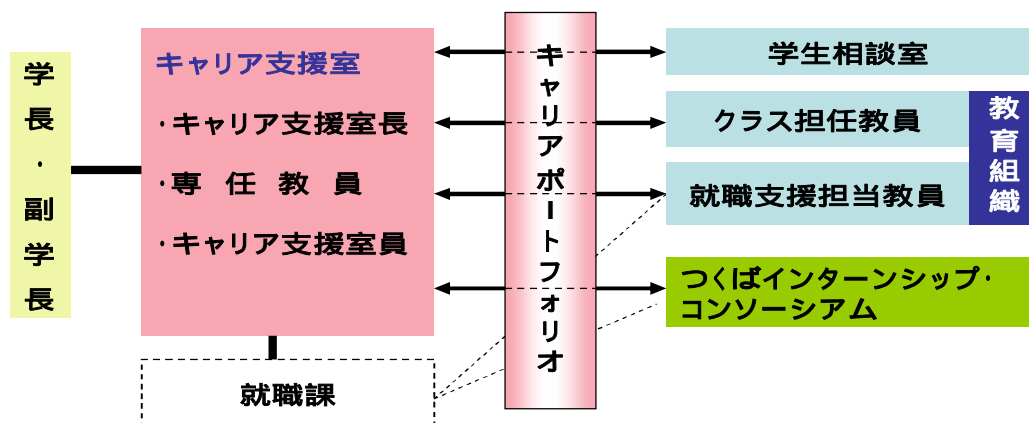 学長・副学長
キャリア支援室
・キャリア支援室長
・専任教員
・キャリア支援室員
就職課
キャリアポートフォリオ
学生相談室
クラス担任教員
就職支援担当教員
教育組織
つくばインターンシップ・
コンソーシアム